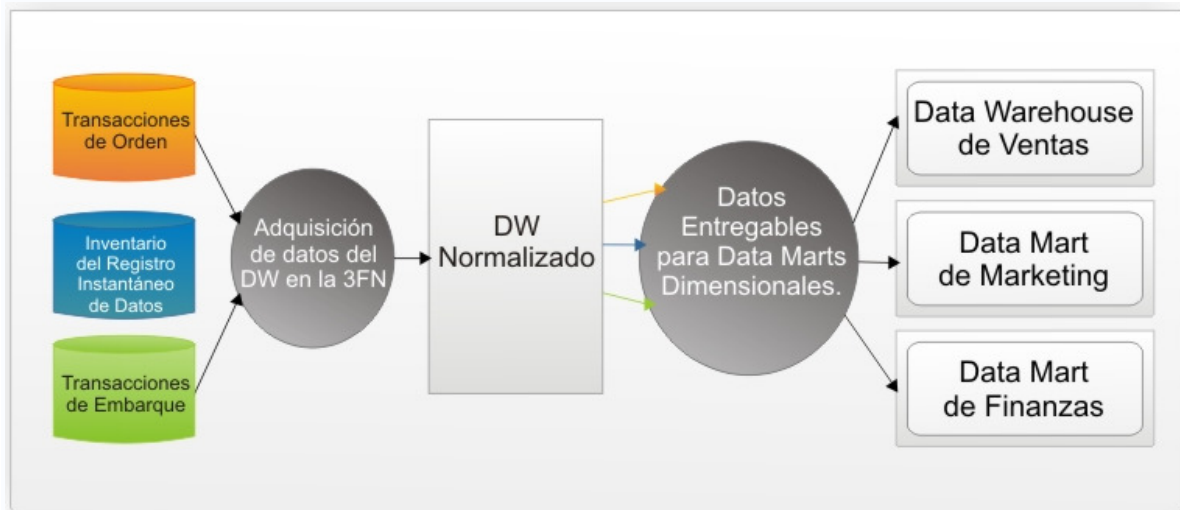 Transacciones
de Orden
Inventario
del Registro
Instantáneo
de Datos
Transacciones
de Embarque
Adquisición
de datos del
DW en la 3FN
DW
Normalizado
Datos
Entregables
para Data Marts
Dimensionales.
Data Warehouse
de Ventas
Data Mart
de Marketing
Data Mart
de Finanzas